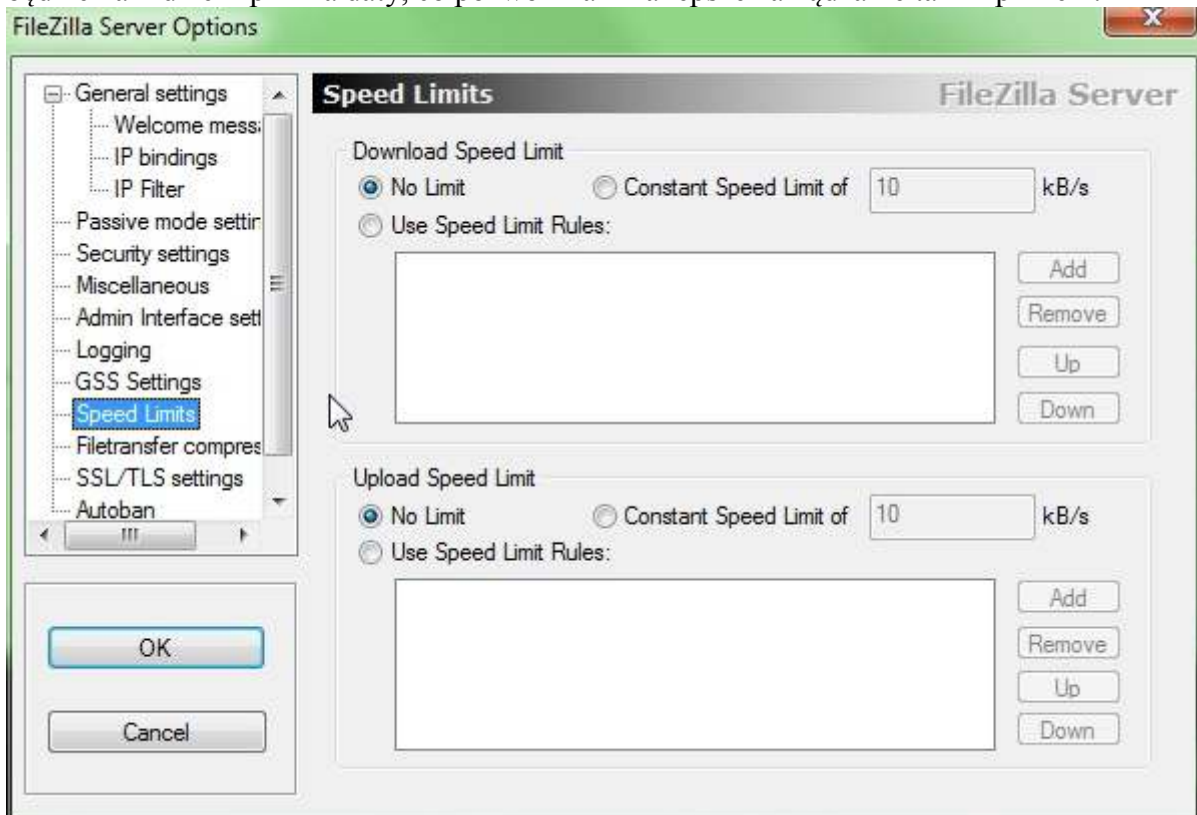 FileZilla Server Options
General settings
Welcome mess
IP bindings
IP Filter
Passive mode settin
Security settings
Miscellaneous
Admin Interface sett
Logging
GSS Settings
Speed Limits
Filetransfer compres
SSL/TLS settings
Autoban
OK
Cancel
Speed Limits
FileZilla Server
Download Speed Limit
No Limit
Constant Speed Limit of 10 kB/s
Use Speed Limit Rules:
Add
Remove
Up
Down
Upload Speed Limit
No Limit
Constant Speed Limit of 10 kB/s
Use Speed Limit Rules:
Add
Remove
Up
Down